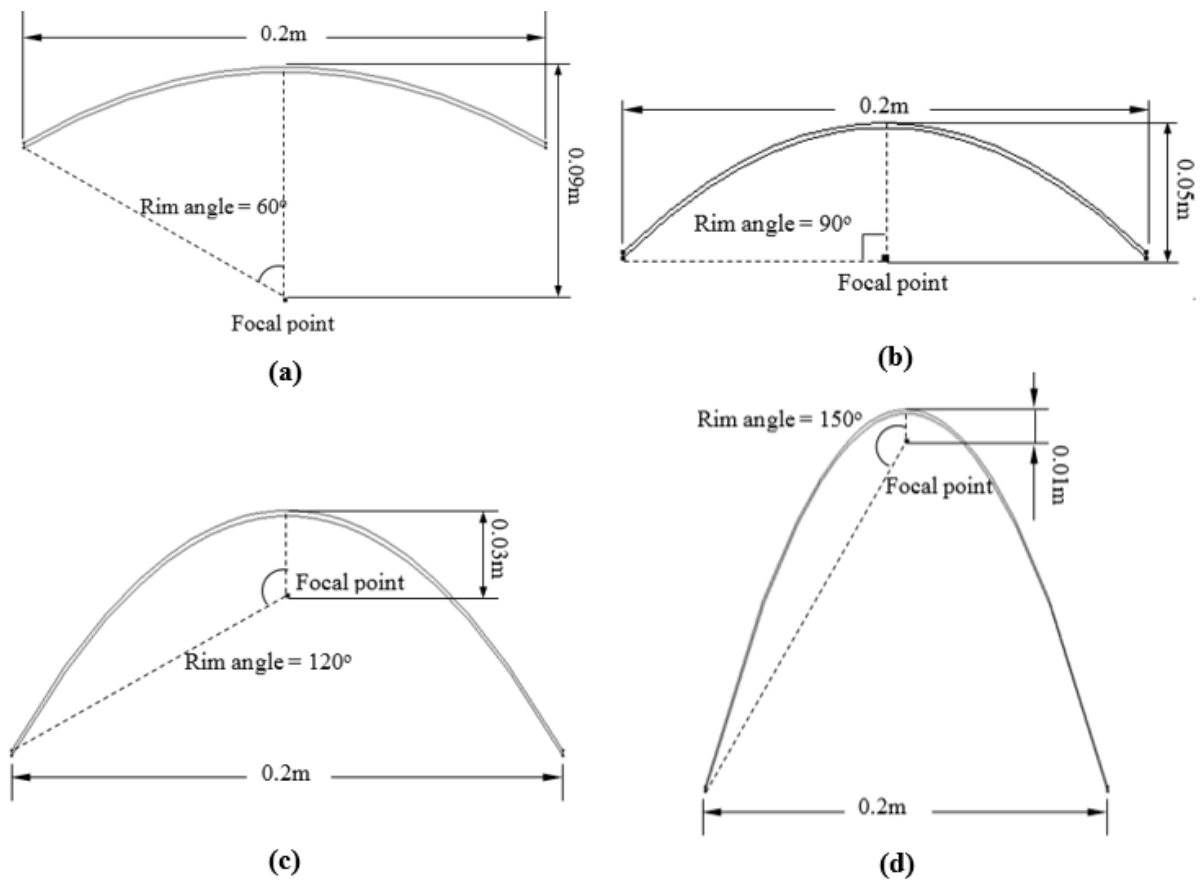 0.2m
0.09m
Rim angle = 60°
Focal point
(a)
0.2m
0.05m
Rim angle = 90°
Focal point
(b)
0.03m
Focal point
Rim angle = 120°
0.2m
(c)
Rim angle = 150°
0.01m
Focal point
0.2m
(d)